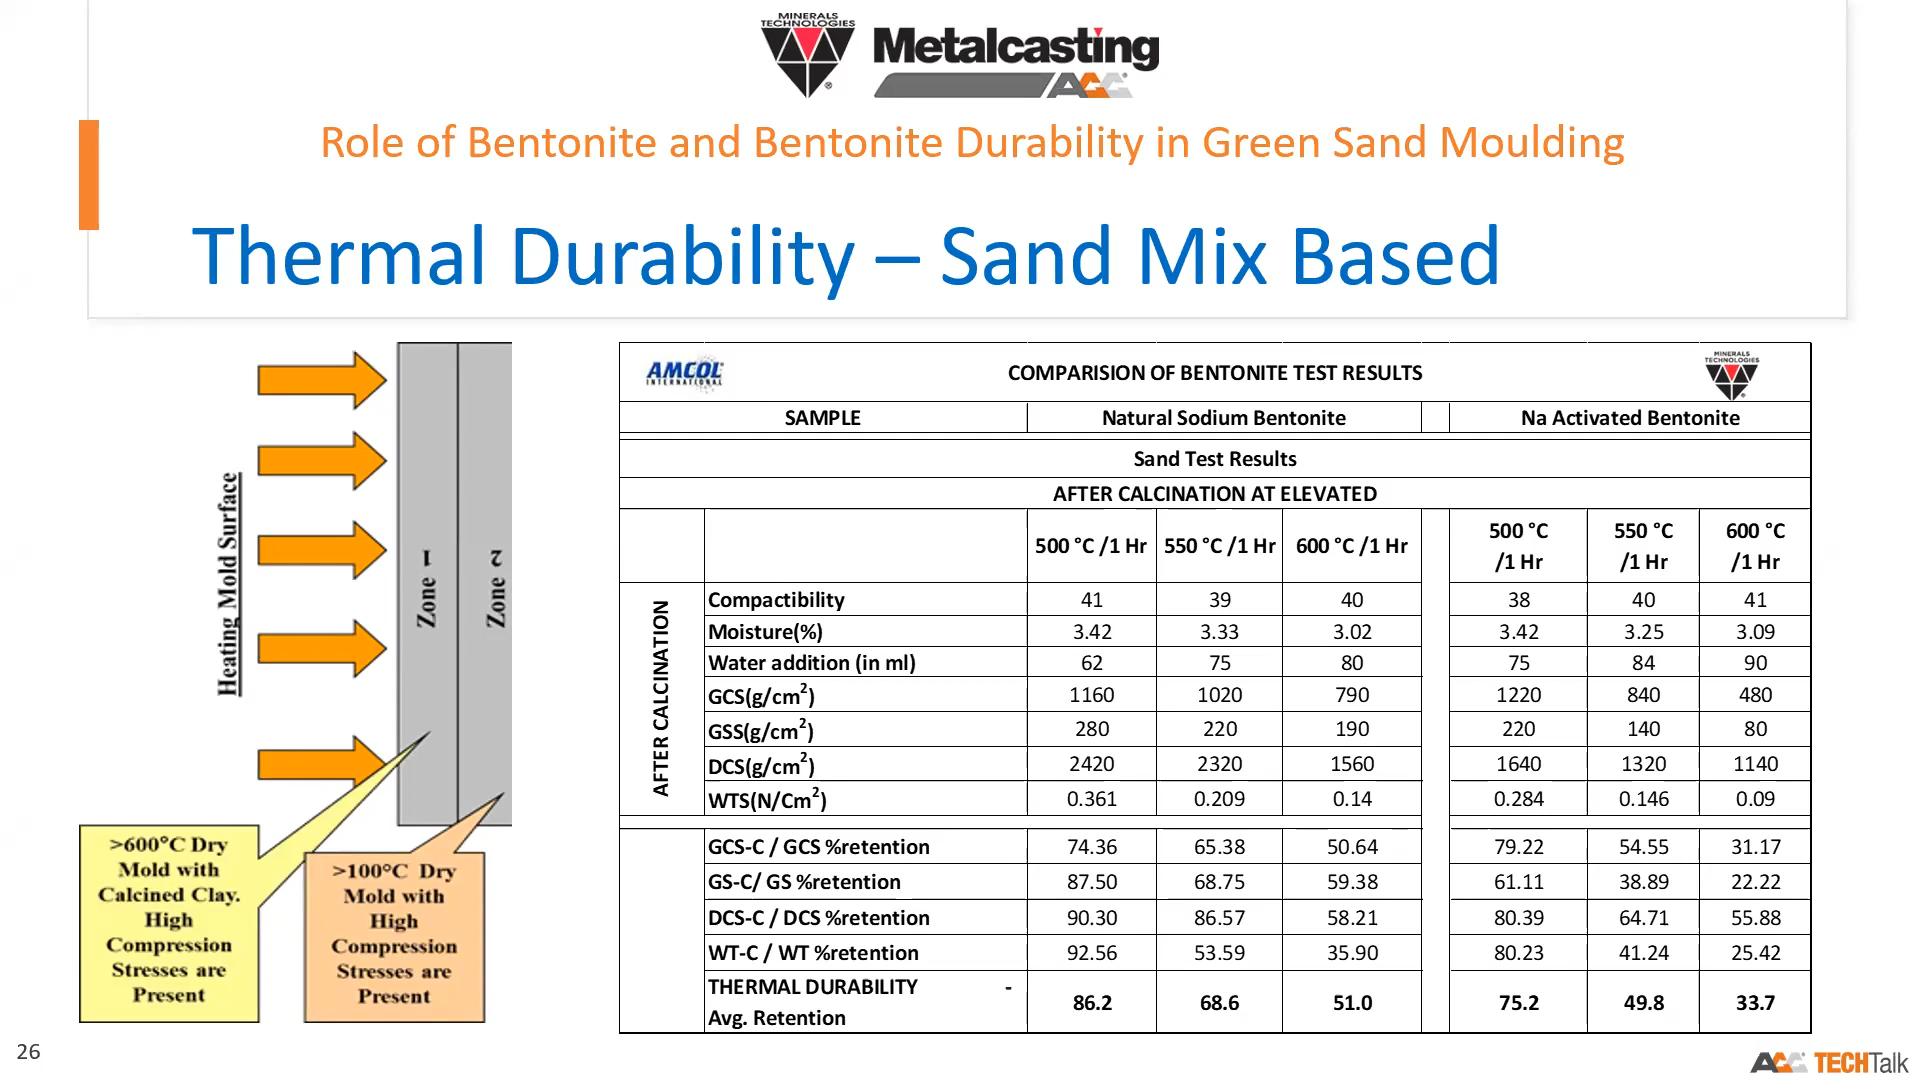 MINERALS
TECHNOLOGIES
Metalcasting
ACC
Role of Bentonite and Bentonite Durability in Green Sand Moulding
Thermal Durability – Sand Mix Based
Heating Mold Surface
Zone 1
Zone 2
>600°C Dry
Mold with
Calcined Clay.
High
Compression
Stresses are
Present
>100°C Dry
Mold with
High
Compression
Stresses are
Present
AMCOL
INTERNATIONAL
COMPARISION OF BENTONITE TEST RESULTS
MINERALS
TECHNOLOGIES
SAMPLE Natural Sodium Bentonite Na Activated Bentonite
Sand Test Results
AFTER CALCINATION AT ELEVATED
500 °C /1 Hr 550 °C /1 Hr 600 °C /1 Hr 500 °C /1 Hr 550 °C /1 Hr 600 °C /1 Hr
AFTER CALCINATION
Compactibility 41 39 40 38 40 41
Moisture(%) 3.42 3.33 3.02 3.42 3.25 3.09
Water addition (in ml) 62 75 80 75 84 90
GCS(g/cm²) 1160 1020 790 1220 840 480
GSS(g/cm²) 280 220 190 220 140 80
DCS(g/cm²) 2420 2320 1560 1640 1320 1140
WTS(N/Cm²) 0.361 0.209 0.14 0.284 0.146 0.09
GCS-C / GCS %retention 74.36 65.38 50.64 79.22 54.55 31.17
GS-C/ GS %retention 87.50 68.75 59.38 61.11 38.89 22.22
DCS-C / DCS %retention 90.30 86.57 58.21 80.39 64.71 55.88
WT-C / WT %retention 92.56 53.59 35.90 80.23 41.24 25.42
THERMAL DURABILITY -
Avg. Retention 86.2 68.6 51.0 75.2 49.8 33.7
26
ACC TECHTalk